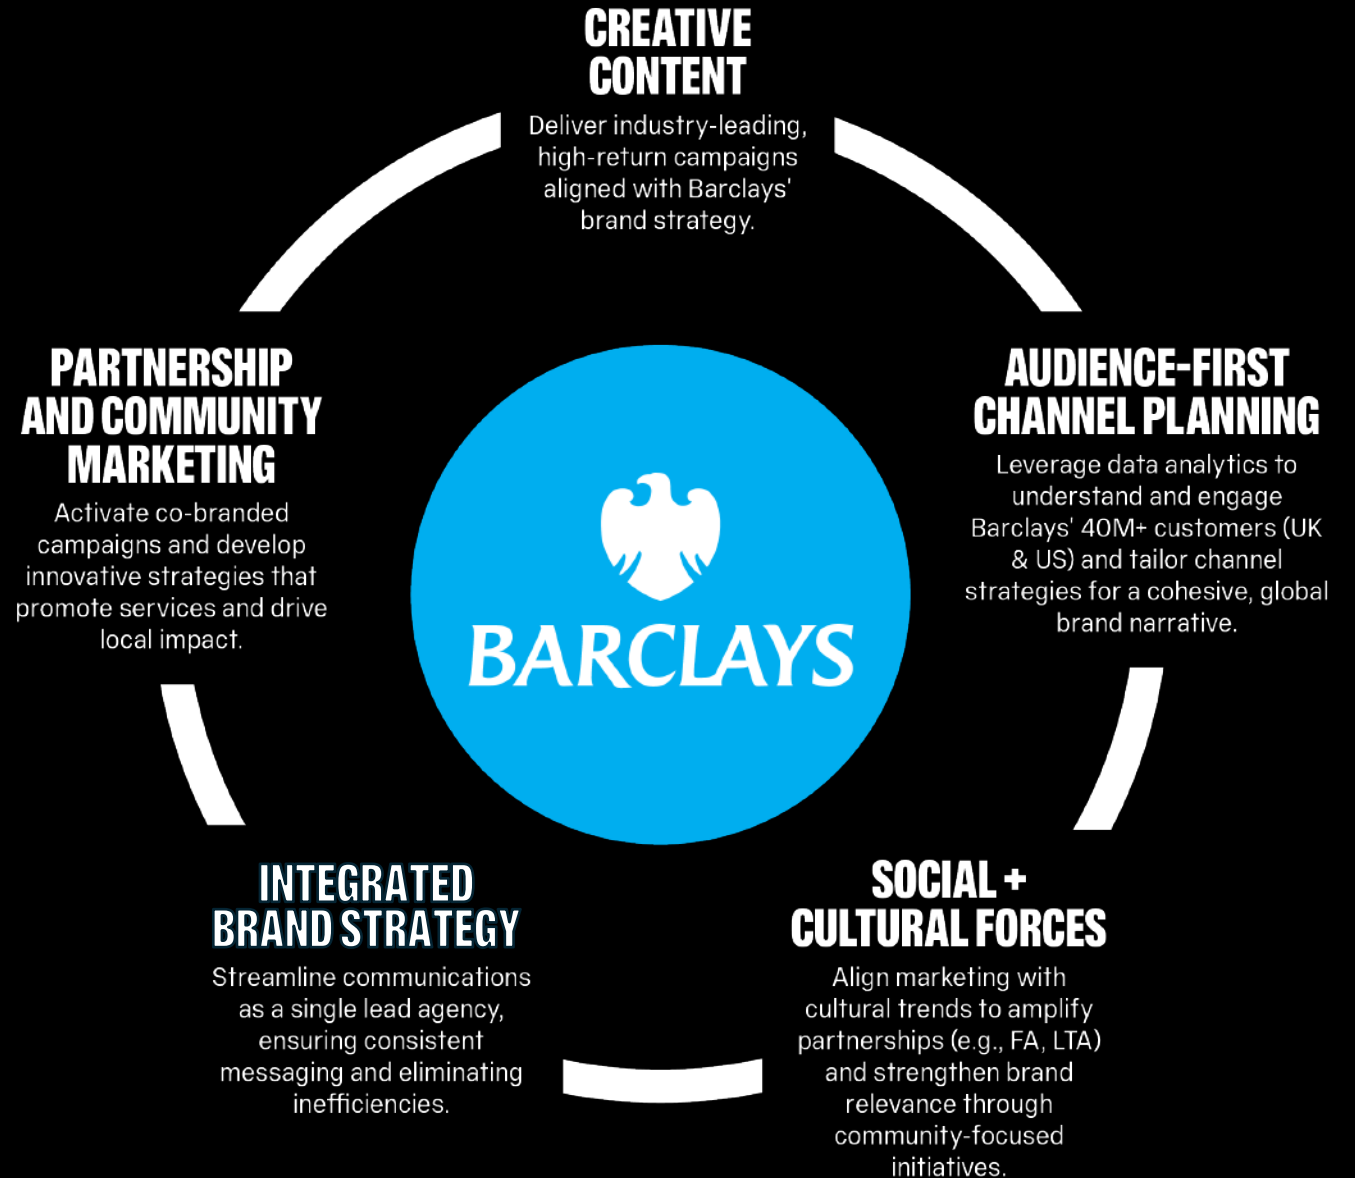 CREATIVE
CONTENT
Deliver industry-leading,
high-return campaigns
aligned with Barclays'
brand strategy.
PARTNERSHIP
AND COMMUNITY
MARKETING
Activate co-branded
campaigns and develop
innovative strategies that
promote services and drive
local impact.
AUDIENCE-FIRST
CHANNEL PLANNING
Leverage data analytics to
understand and engage
Barclays' 40M+ customers (UK
& US) and tailor channel
strategies for a cohesive, global
brand narrative.
BARCLAYS
INTEGRATED
BRAND STRATEGY
Streamline communications
as a single lead agency,
ensuring consistent
messaging and eliminating
inefficiencies.
SOCIAL +
CULTURAL FORCES
Align marketing with
cultural trends to amplify
partnerships (e.g., FA, LTA)
and strengthen brand
relevance through
community-focused
initiatives.